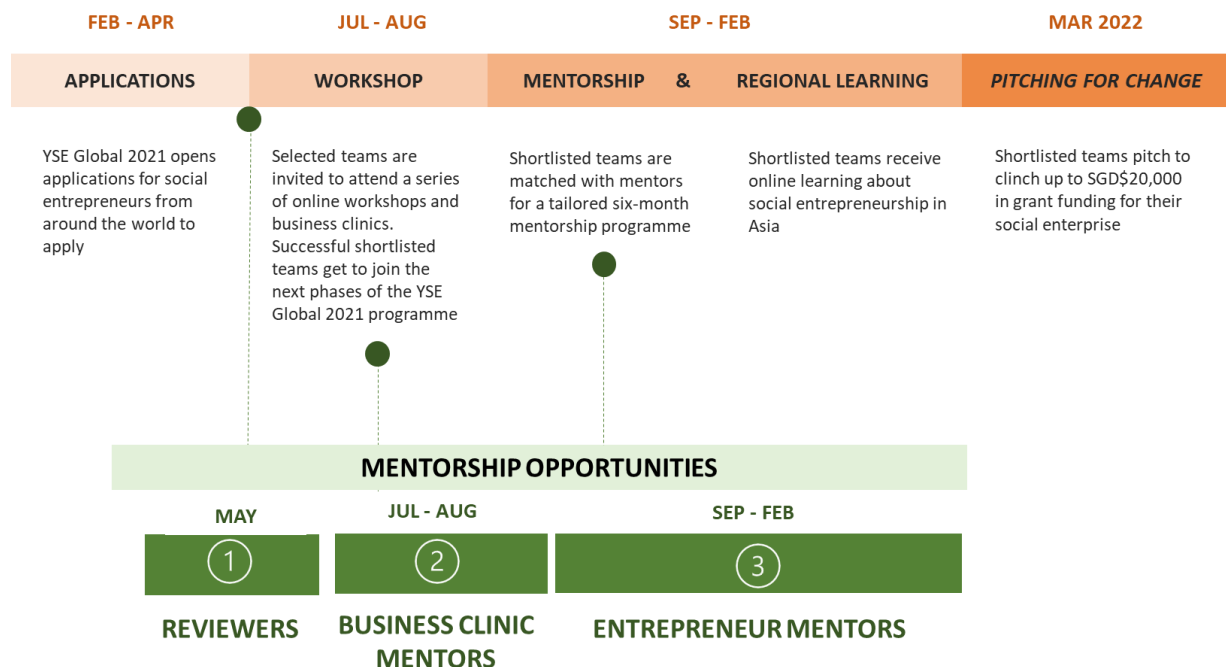 FEB - APR
JUL - AUG
SEP - FEB
MAR 2022
APPLICATIONS
WORKSHOP
MENTORSHIP & REGIONAL LEARNING
PITCHING FOR CHANGE
YSE Global 2021 opens
applications for social
entrepreneurs from
around the world to
apply
Selected teams are
invited to attend a series
of online workshops and
business clinics.
Successful shortlisted
teams get to join the
next phases of the YSE
Global 2021 programme
Shortlisted teams are
matched with mentors
for a tailored six-month
mentorship programme
Shortlisted teams receive
online learning about
social entrepreneurship in
Asia
Shortlisted teams pitch to
clinch up to SGD$20,000
in grant funding for their
social enterprise
MENTORSHIP OPPORTUNITIES
MAY
1
REVIEWERS
JUL - AUG
2
BUSINESS CLINIC
MENTORS
SEP - FEB
3
ENTREPRENEUR MENTORS